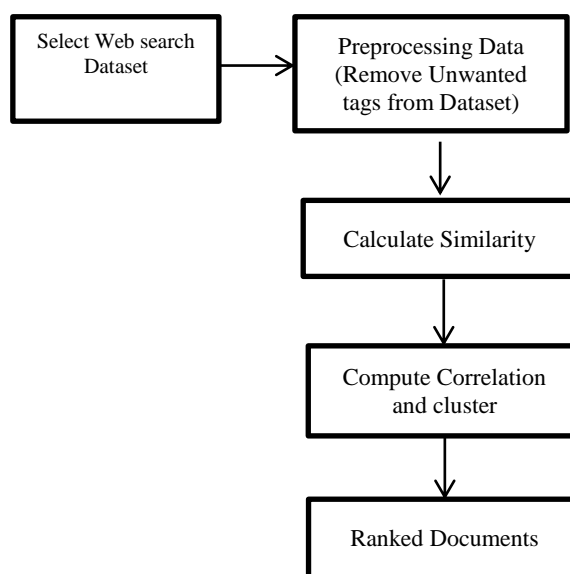 Select Web search
Dataset
Preprocessing Data
(Remove Unwanted
tags from Dataset)
Calculate Similarity
Compute Correlation
and cluster
Ranked Documents